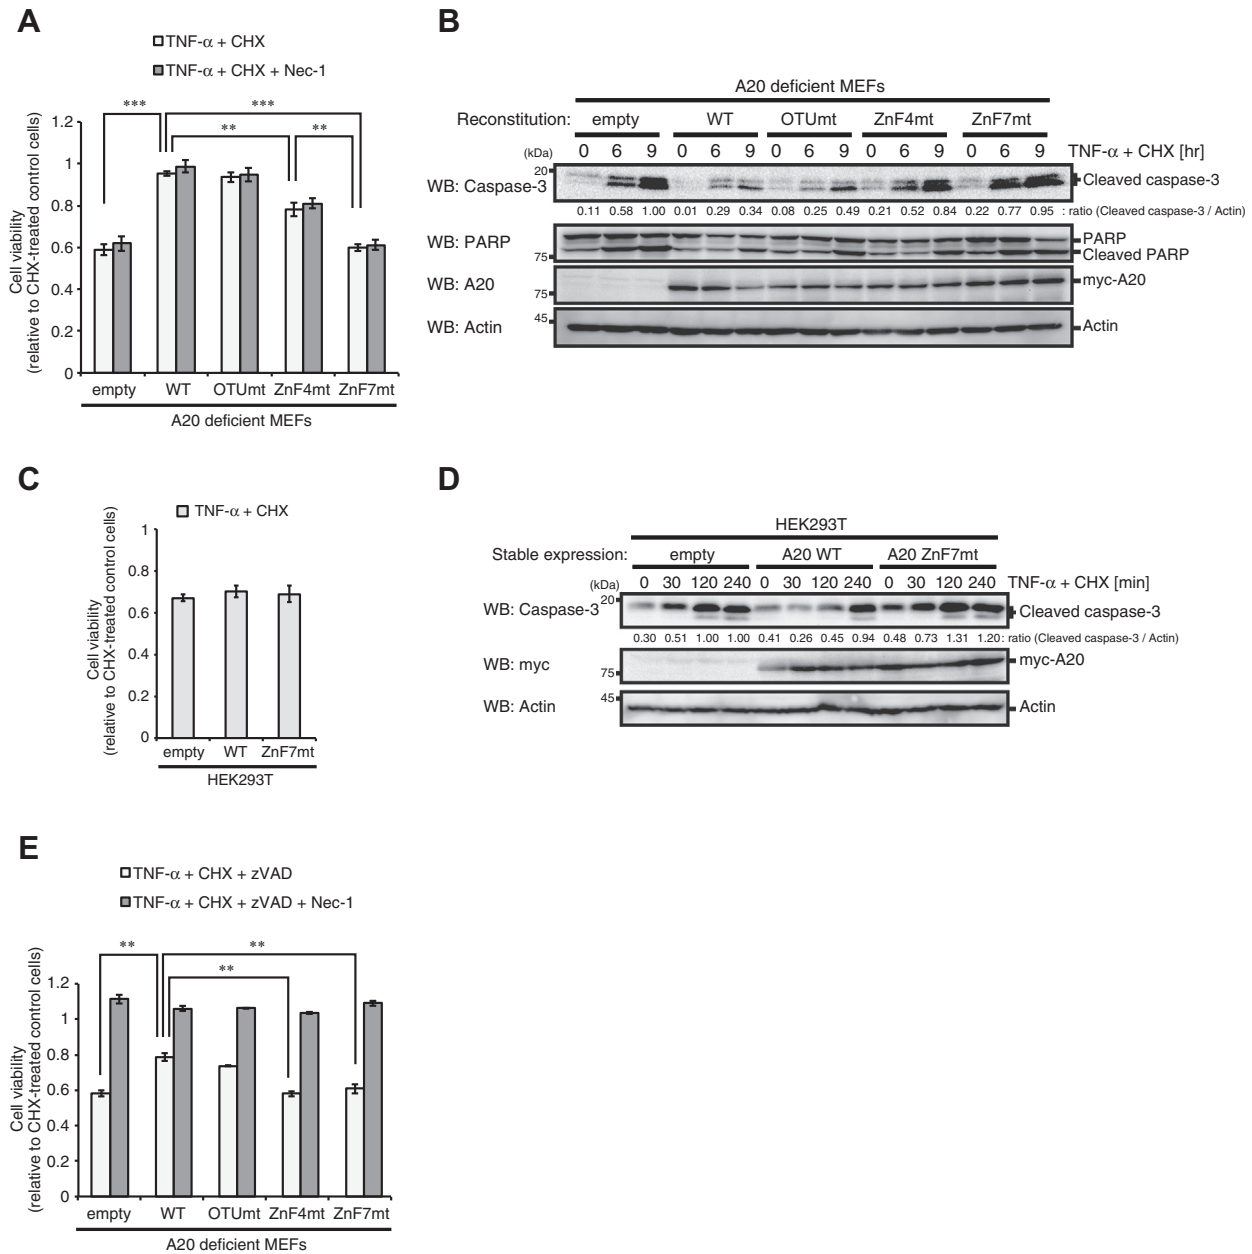 A
TNF-α + CHX
TNF-α + CHX + Nec-1
***
***
**
**
Cell viability
(relative to CHX-treated control cells)
1.2
1
0.8
0.6
0.4
0.2
0
empty WT OTUmt ZnF4mt ZnF7mt
A20 deficient MEFs
B
A20 deficient MEFs
Reconstitution: empty WT OTUmt ZnF4mt ZnF7mt
(kDa) 0 6 9 0 6 9 0 6 9 0 6 9 0 6 9 TNF-α + CHX [hr]
20
WB: Caspase-3 Cleaved caspase-3
0.11 0.58 1.00 0.01 0.29 0.34 0.08 0.25 0.49 0.21 0.52 0.84 0.22 0.77 0.95 : ratio (Cleaved caspase-3 / Actin)
WB: PARP PARP
75 Cleaved PARP
WB: A20 myc-A20
75
45
WB: Actin Actin
C
TNF-α + CHX
Cell viability
(relative to CHX-treated control cells)
1
0.8
0.6
0.4
0.2
0
empty WT ZnF7mt
HEK293T
D
HEK293T
Stable expression: empty A20 WT A20 ZnF7mt
(kDa) 0 30 120 240 0 30 120 240 0 30 120 240 TNF-α + CHX [min]
20
WB: Caspase-3 Cleaved caspase-3
0.30 0.51 1.00 1.00 0.41 0.26 0.45 0.94 0.48 0.73 1.31 1.20 : ratio (Cleaved caspase-3 / Actin)
WB: myc myc-A20
75
45
WB: Actin Actin
E
TNF-α + CHX + zVAD
TNF-α + CHX + zVAD + Nec-1
**
**
**
Cell viability
(relative to CHX-treated control cells)
1.2
1
0.8
0.6
0.4
0.2
0
empty WT OTUmt ZnF4mt ZnF7mt
A20 deficient MEFs